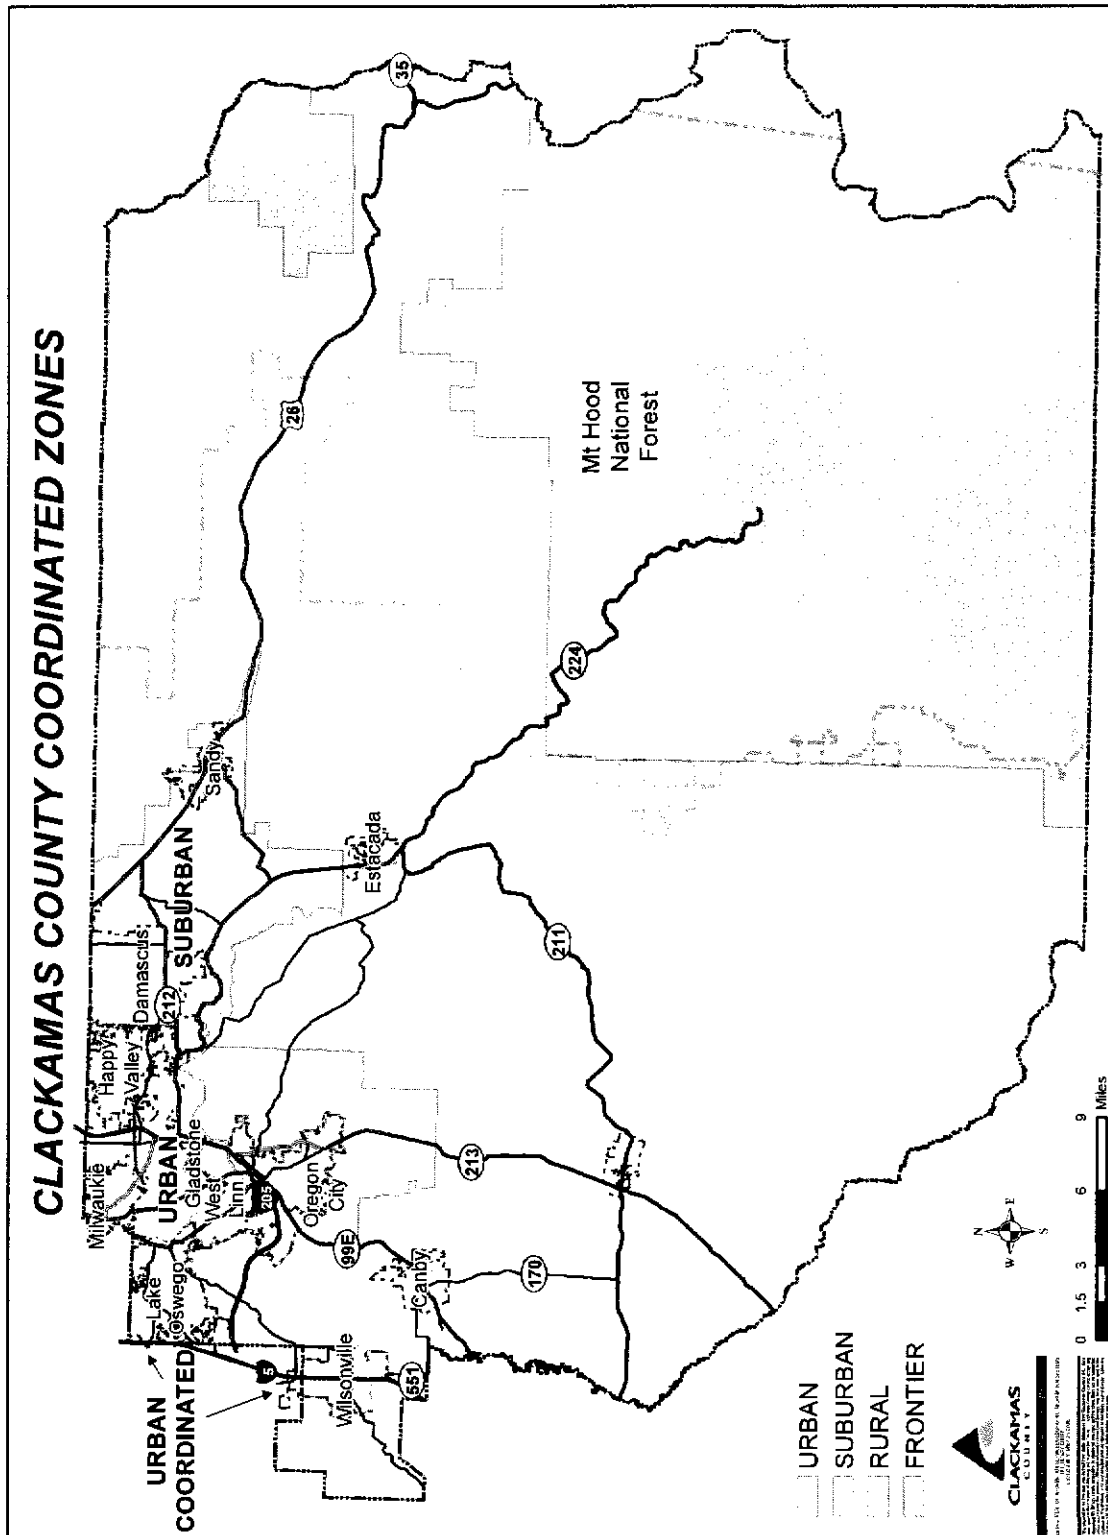 CLACKAMAS COUNTY COORDINATED ZONES
URBAN
COORDINATED
Milwaukie
Lake
Oswego
URBAN
Gladstone
West
Linn
205
Happy
Valley
Damascus
212
SUBURBAN
Sandy
26
35
5
Wilsonville
551
Oregon
City
99E
Canby
Estacada
213
170
211
224
Mt Hood
National
Forest
URBAN
SUBURBAN
RURAL
FRONTIER
N
W
E
S
0 1.5 3 6 9
Miles
CLACKAMAS
COUNTY